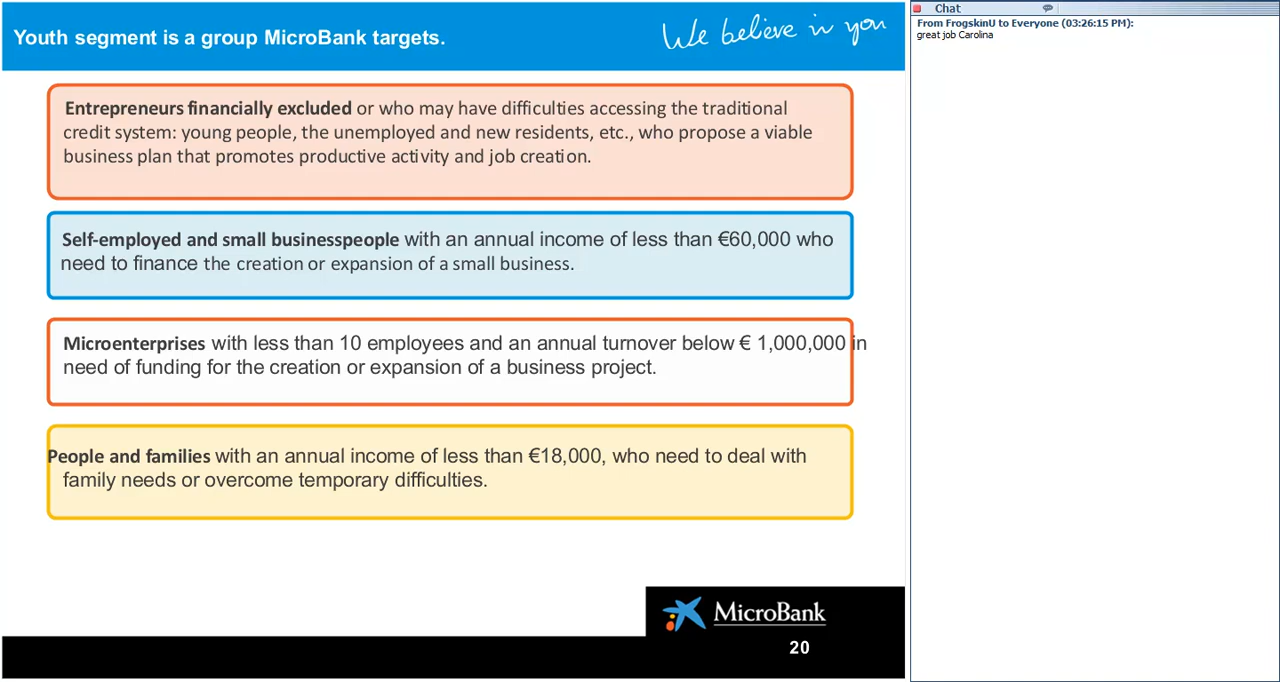 Youth segment is a group MicroBank targets.
We believe in you
Entrepreneurs financially excluded or who may have difficulties accessing the traditional
credit system: young people, the unemployed and new residents, etc., who propose a viable
business plan that promotes productive activity and job creation.
Self-employed and small businesspeople with an annual income of less than €60,000 who
need to finance the creation or expansion of a small business.
Microenterprises with less than 10 employees and an annual turnover below € 1,000,000 in
need of funding for the creation or expansion of a business project.
People and families with an annual income of less than €18,000, who need to deal with
family needs or overcome temporary difficulties.
MicroBank
20
Chat
From FrogskinU to Everyone (03:26:15 PM):
great job Carolina